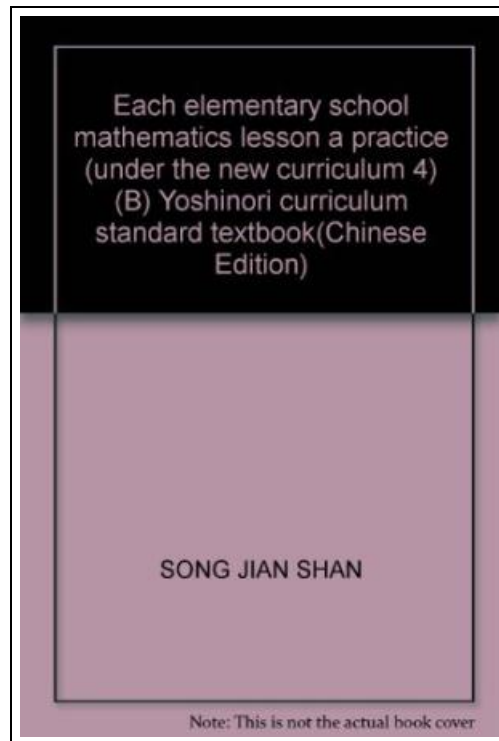 Each elementary school
mathematics lesson a practice
(under the new curriculum 4)
(B) Yoshinori curriculum
standard textbook(Chinese
Edition)
SONG JIAN SHAN
Note: This is not the actual book cover